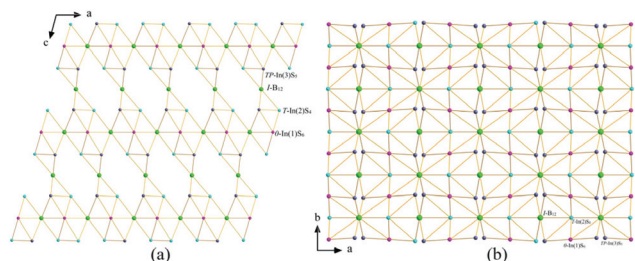 a
c
TP-In(3)S₅
I-B₁₂
T-In(2)S₄
O-In(1)S₆
(a)
b
a
I-B₁₂
T-In(2)S₄
O-In(1)S₆
TP-In(3)S₅
(b)